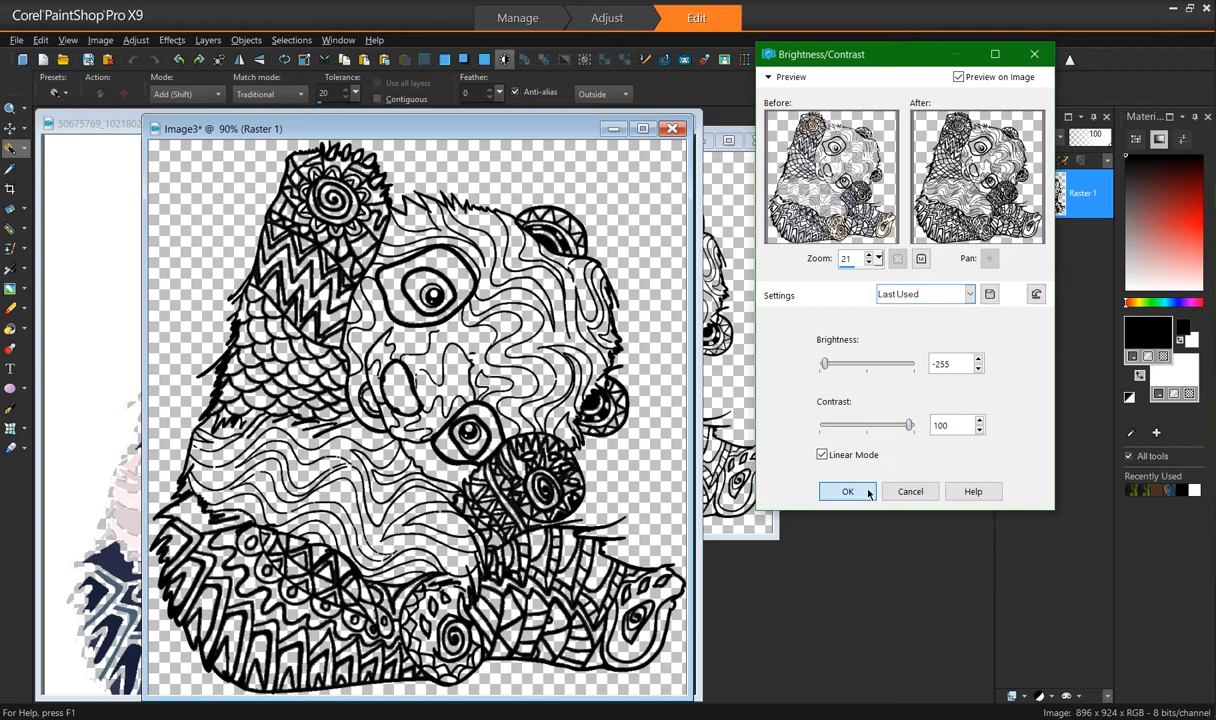 Corel PaintShop Pro X9
Manage
Adjust
Edit
File Edit View Image Adjust Effects Layers Objects Selections Window Help
Presets: Action: Mode: Match mode: Tolerance: Feather:
Use all layers
Add (Shift) Traditional 20 Contiguous 0 Anti-alias Outside
50675769_1021802
Image3* @ 90% (Raster 1)
Brightness/Contrast
Preview
Preview on Image
Before: After:
Zoom: 21 Pan:
Settings
Last Used
Brightness:
-255
Contrast:
100
Linear Mode
OK
Cancel
Help
Materi...
100
Raster 1
All tools
Recently Used
For Help, press F1
Image: 896 x 924 x RGB - 8 bits/channel